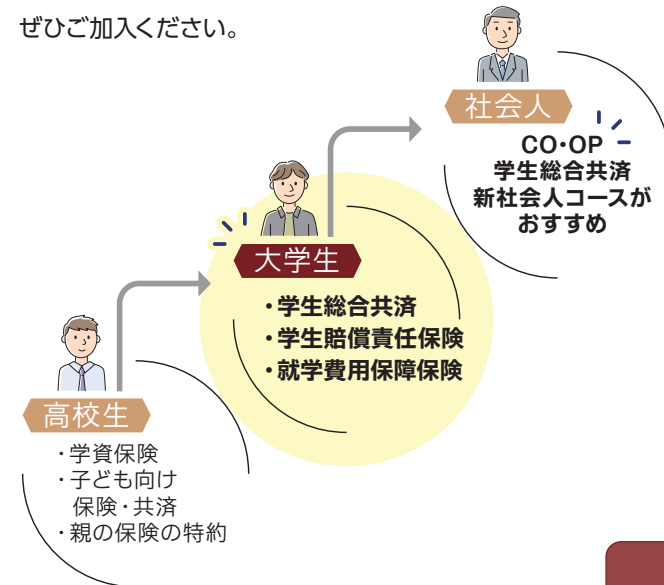 ぜひご加入ください。
社会人
CO・OP
学生総合共済
新社会人コースが
おすすめ
大学生
・学生総合共済
・学生賠償責任保険
・就学費用保障保険
高校生
・学資保険
・子ども向け
保険・共済
・親の保険の特約